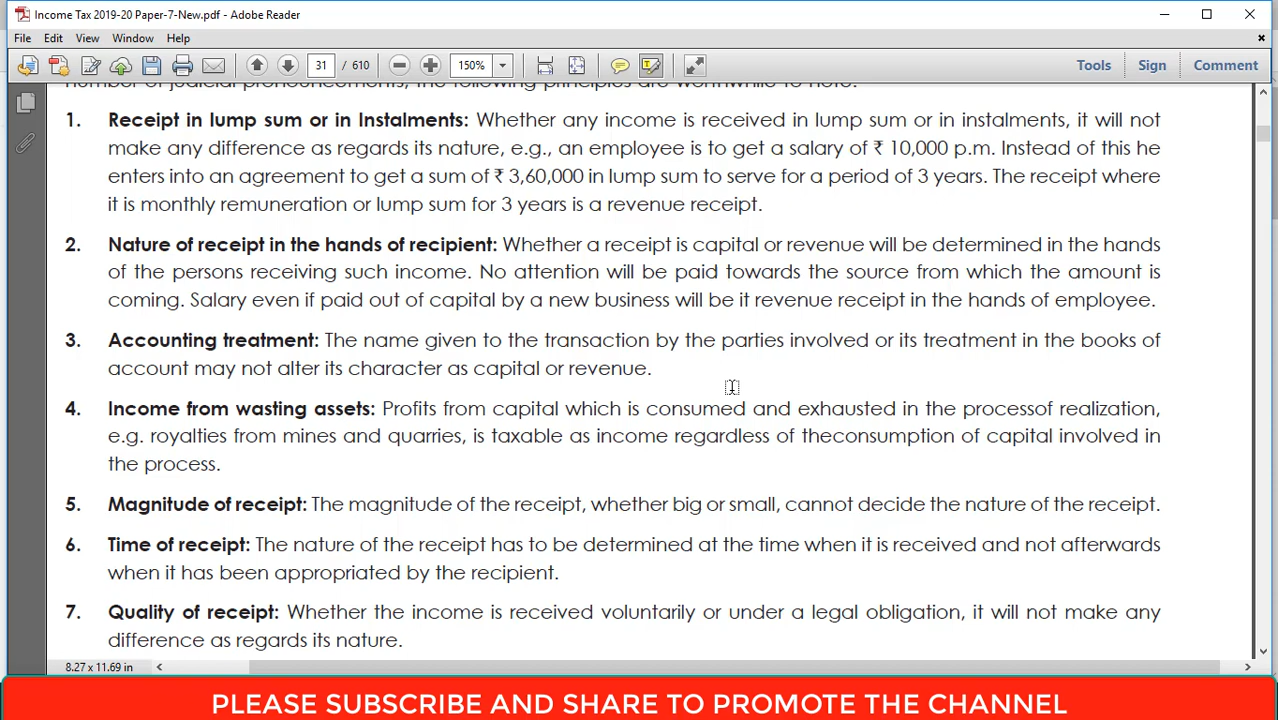 Income Tax 2019-20 Paper-7-New.pdf - Adobe Reader
File Edit View Window Help
31 / 610 150% Tools Sign Comment
number of judicial pronouncements, the following principles are worthwhile to note.
1. Receipt in lump sum or in Instalments: Whether any income is received in lump sum or in instalments, it will not
make any difference as regards its nature, e.g., an employee is to get a salary of ₹ 10,000 p.m. Instead of this he
enters into an agreement to get a sum of ₹ 3,60,000 in lump sum to serve for a period of 3 years. The receipt where
it is monthly remuneration or lump sum for 3 years is a revenue receipt.
2. Nature of receipt in the hands of recipient: Whether a receipt is capital or revenue will be determined in the hands
of the persons receiving such income. No attention will be paid towards the source from which the amount is
coming. Salary even if paid out of capital by a new business will be it revenue receipt in the hands of employee.
3. Accounting treatment: The name given to the transaction by the parties involved or its treatment in the books of
account may not alter its character as capital or revenue.
4. Income from wasting assets: Profits from capital which is consumed and exhausted in the processof realization,
e.g. royalties from mines and quarries, is taxable as income regardless of theconsumption of capital involved in
the process.
5. Magnitude of receipt: The magnitude of the receipt, whether big or small, cannot decide the nature of the receipt.
6. Time of receipt: The nature of the receipt has to be determined at the time when it is received and not afterwards
when it has been appropriated by the recipient.
7. Quality of receipt: Whether the income is received voluntarily or under a legal obligation, it will not make any
difference as regards its nature.
8.27 x 11.69 in
PLEASE SUBSCRIBE AND SHARE TO PROMOTE THE CHANNEL